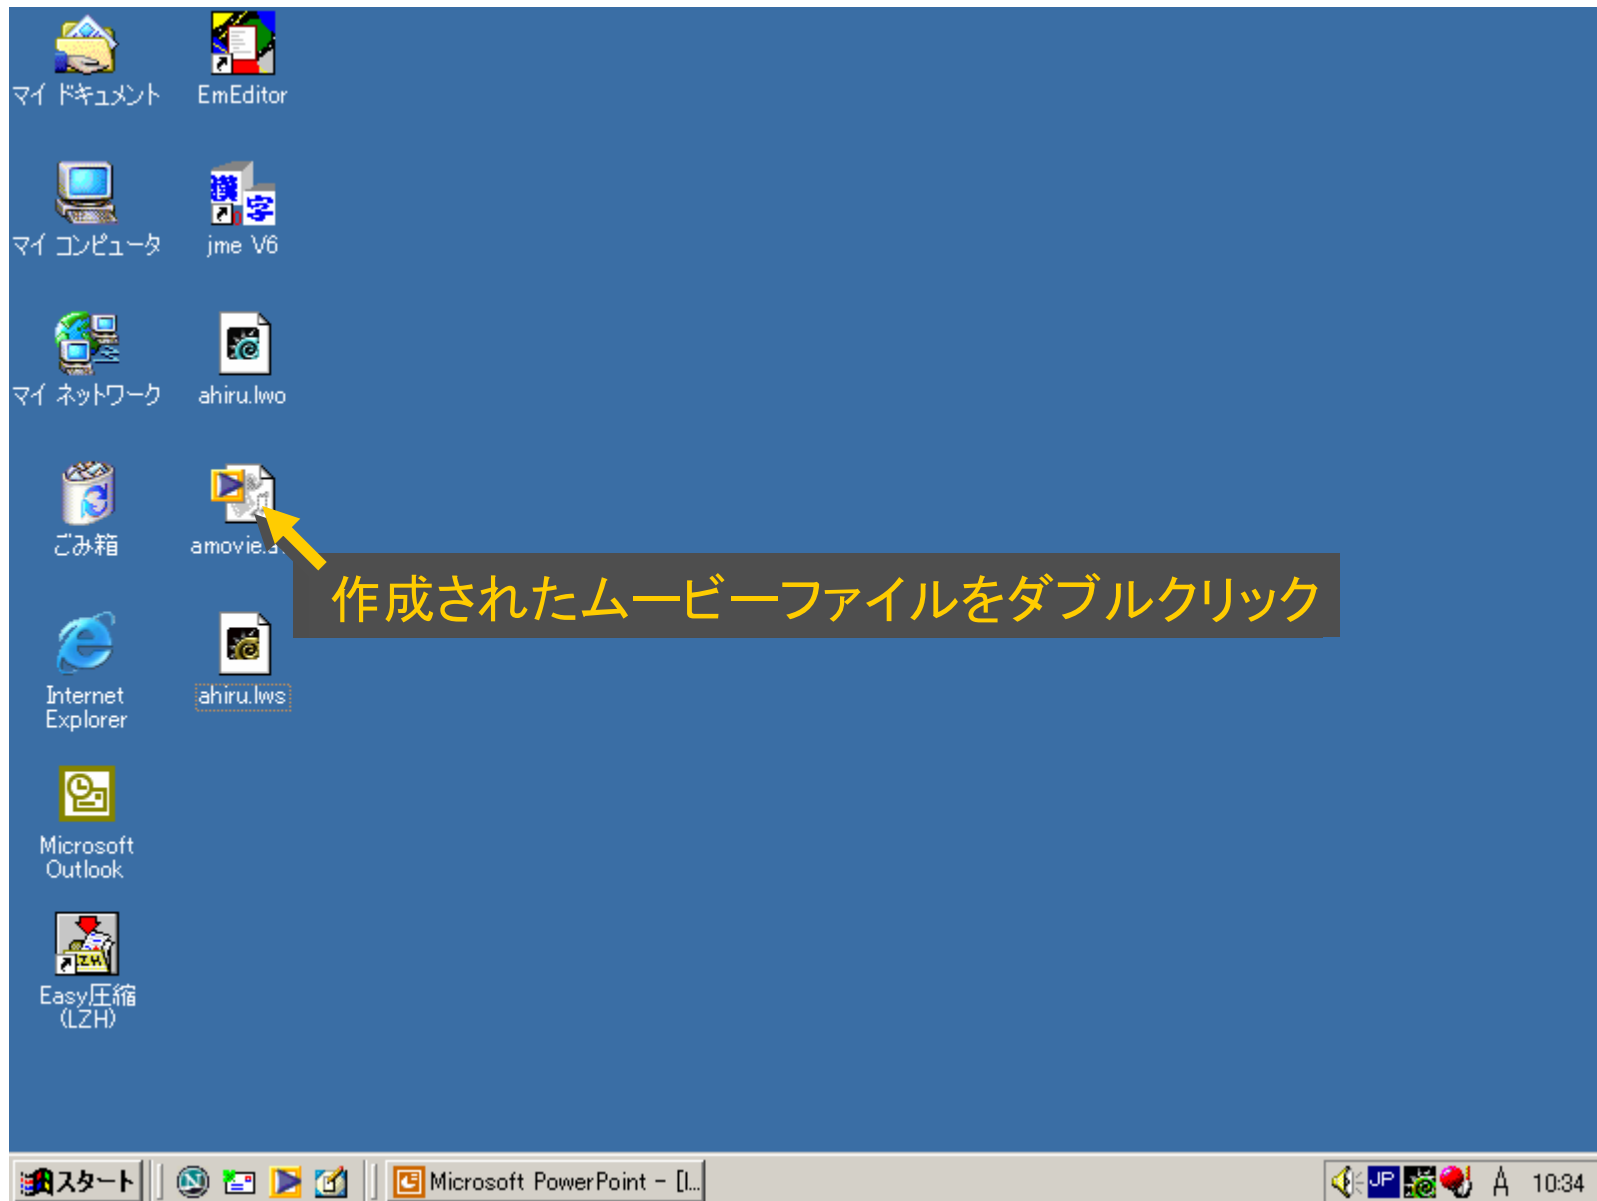 マイ ドキュメント
EmEditor
マイ コンピュータ
jme V6
マイ ネットワーク
ahiru.lwo
ごみ箱
作成されたムービーファイルをダブルクリック
Internet
Explorer
ahiru.lws
Microsoft
Outlook
Easy圧縮
(LZH)
スタート
Microsoft PowerPoint - [l...
JP
A
10:34